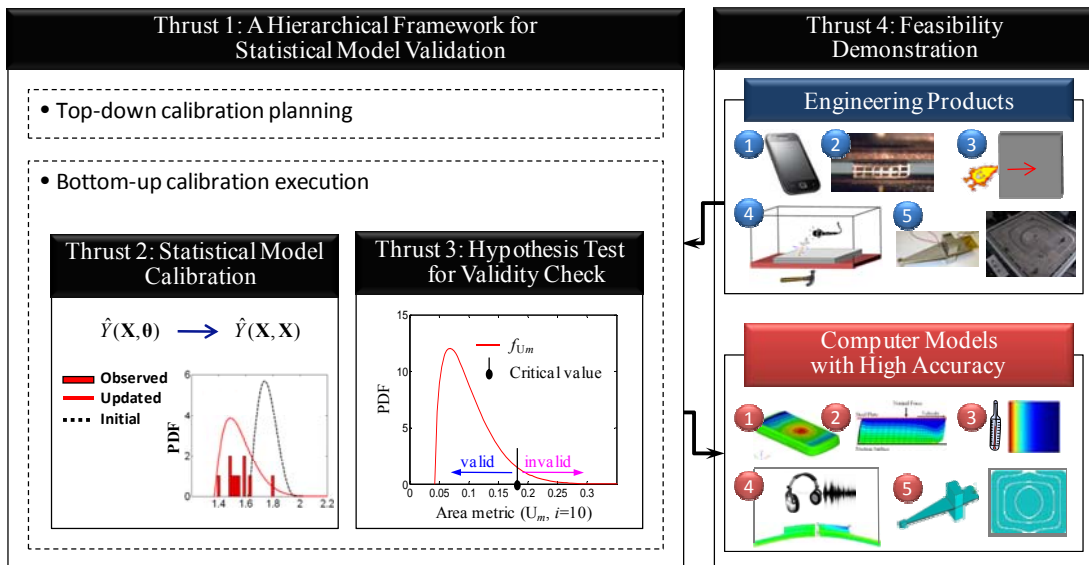 Thrust 1: A Hierarchical Framework for
Statistical Model Validation
• Top-down calibration planning
• Bottom-up calibration execution
Thrust 2: Statistical Model
Calibration
Ŷ(X,θ) → Ŷ(X,X)
Observed
Updated
Initial
PDF
6
4
2
0
1.4 1.6 1.8 2.0 2.2
Thrust 3: Hypothesis Test
for Validity Check
15
10
5
0
PDF
f_Um
Critical value
valid
invalid
0 0.05 0.1 0.15 0.2 0.25 0.3
Area metric (Um, i=10)
Thrust 4: Feasibility
Demonstration
Engineering Products
1
2
3
4
5
Computer Models
with High Accuracy
1
2
3
4
5